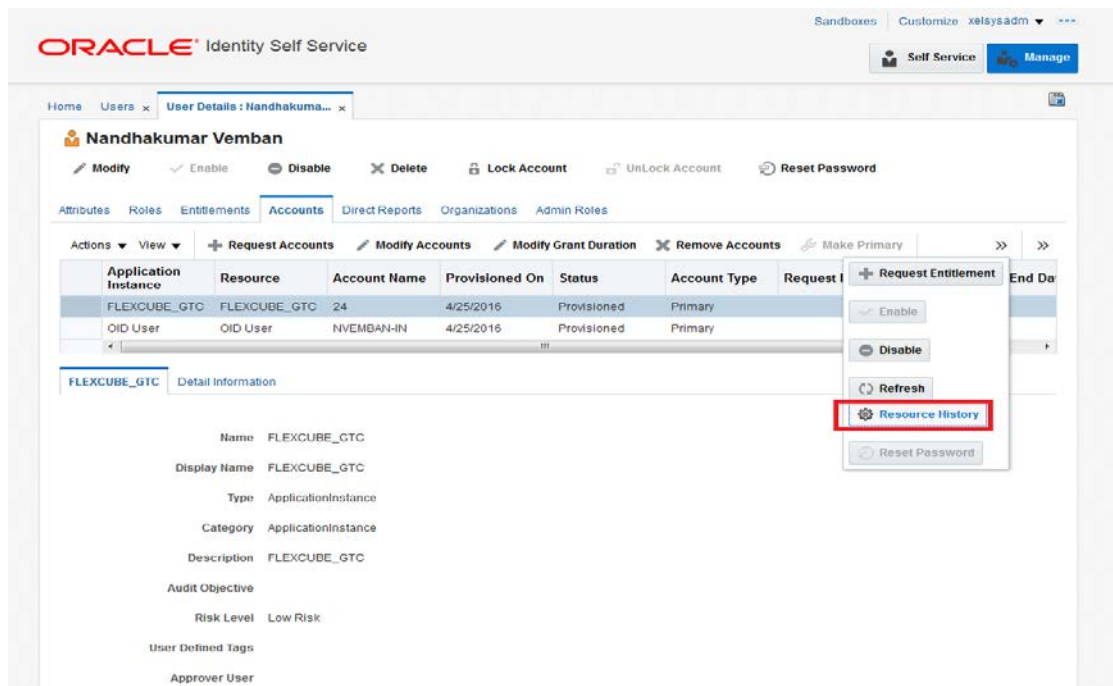 Sandboxes Customize xelsysadm
ORACLE Identity Self Service
Self Service Manage
Home Users x User Details : Nandhakuma... x
Nandhakumar Vemban
Modify Enable Disable Delete Lock Account UnLock Account Reset Password
Attributes Roles Entitlements Accounts Direct Reports Organizations Admin Roles
Actions View Request Accounts Modify Accounts Modify Grant Duration Remove Accounts Make Primary » »
Application Instance Resource Account Name Provisioned On Status Account Type Request End Da
FLEXCUBE_GTC FLEXCUBE_GTC 24 4/25/2016 Provisioned Primary
OID User OID User NVEMBAN-IN 4/25/2016 Provisioned Primary
Request Entitlement
Enable
Disable
Refresh
Resource History
Reset Password
FLEXCUBE_GTC Detail Information
Name FLEXCUBE_GTC
Display Name FLEXCUBE_GTC
Type ApplicationInstance
Category ApplicationInstance
Description FLEXCUBE_GTC
Audit Objective
Risk Level Low Risk
User Defined Tags
Approver User